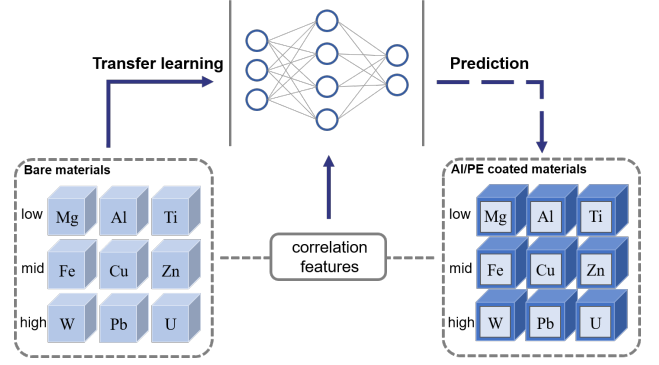 Transfer learning
Prediction
Bare materials
low Mg Al Ti
mid Fe Cu Zn
high W Pb U
correlation
features
Al/PE coated materials
low Mg Al Ti
mid Fe Cu Zn
high W Pb U